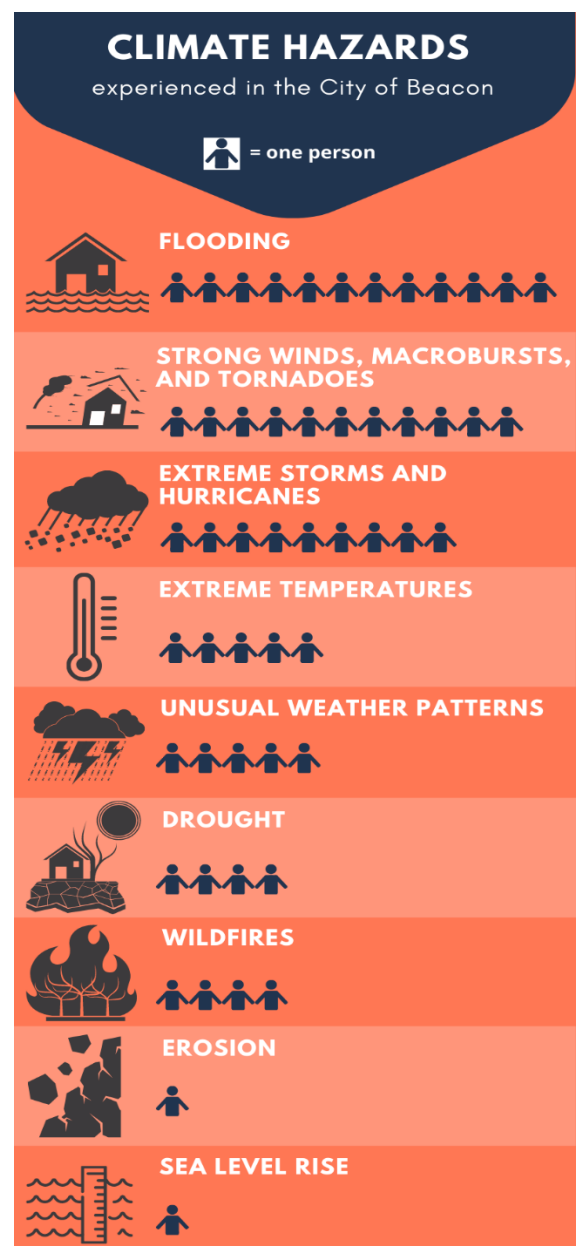 CLIMATE HAZARDS
experienced in the City of Beacon
= one person
FLOODING
STRONG WINDS, MACROBURSTS,
AND TORNADOES
EXTREME STORMS AND
HURRICANES
EXTREME TEMPERATURES
UNUSUAL WEATHER PATTERNS
DROUGHT
WILDFIRES
EROSION
SEA LEVEL RISE